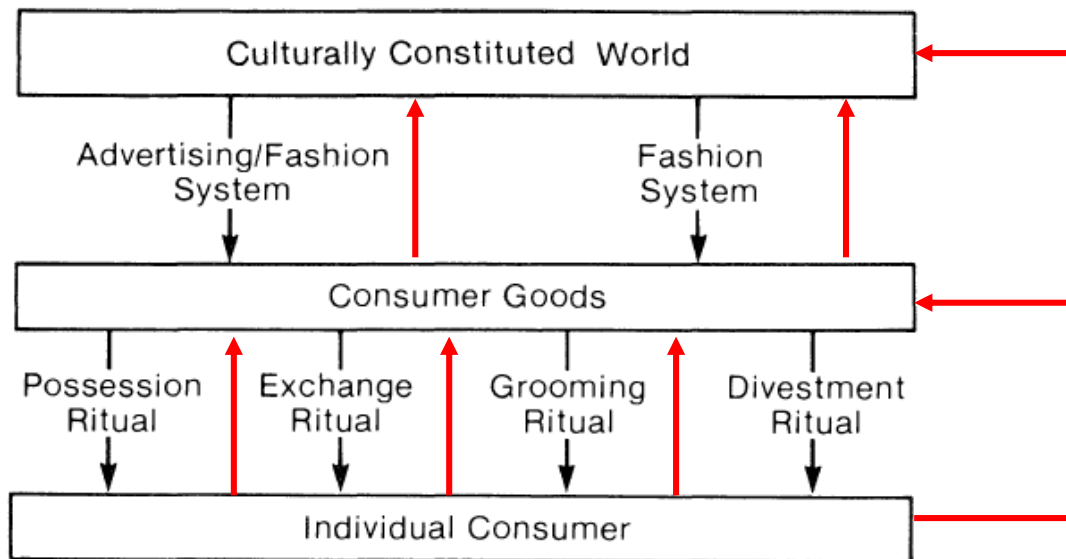 Culturally Constituted World
Advertising/Fashion
System
Fashion
System
Consumer Goods
Possession
Ritual
Exchange
Ritual
Grooming
Ritual
Divestment
Ritual
Individual Consumer